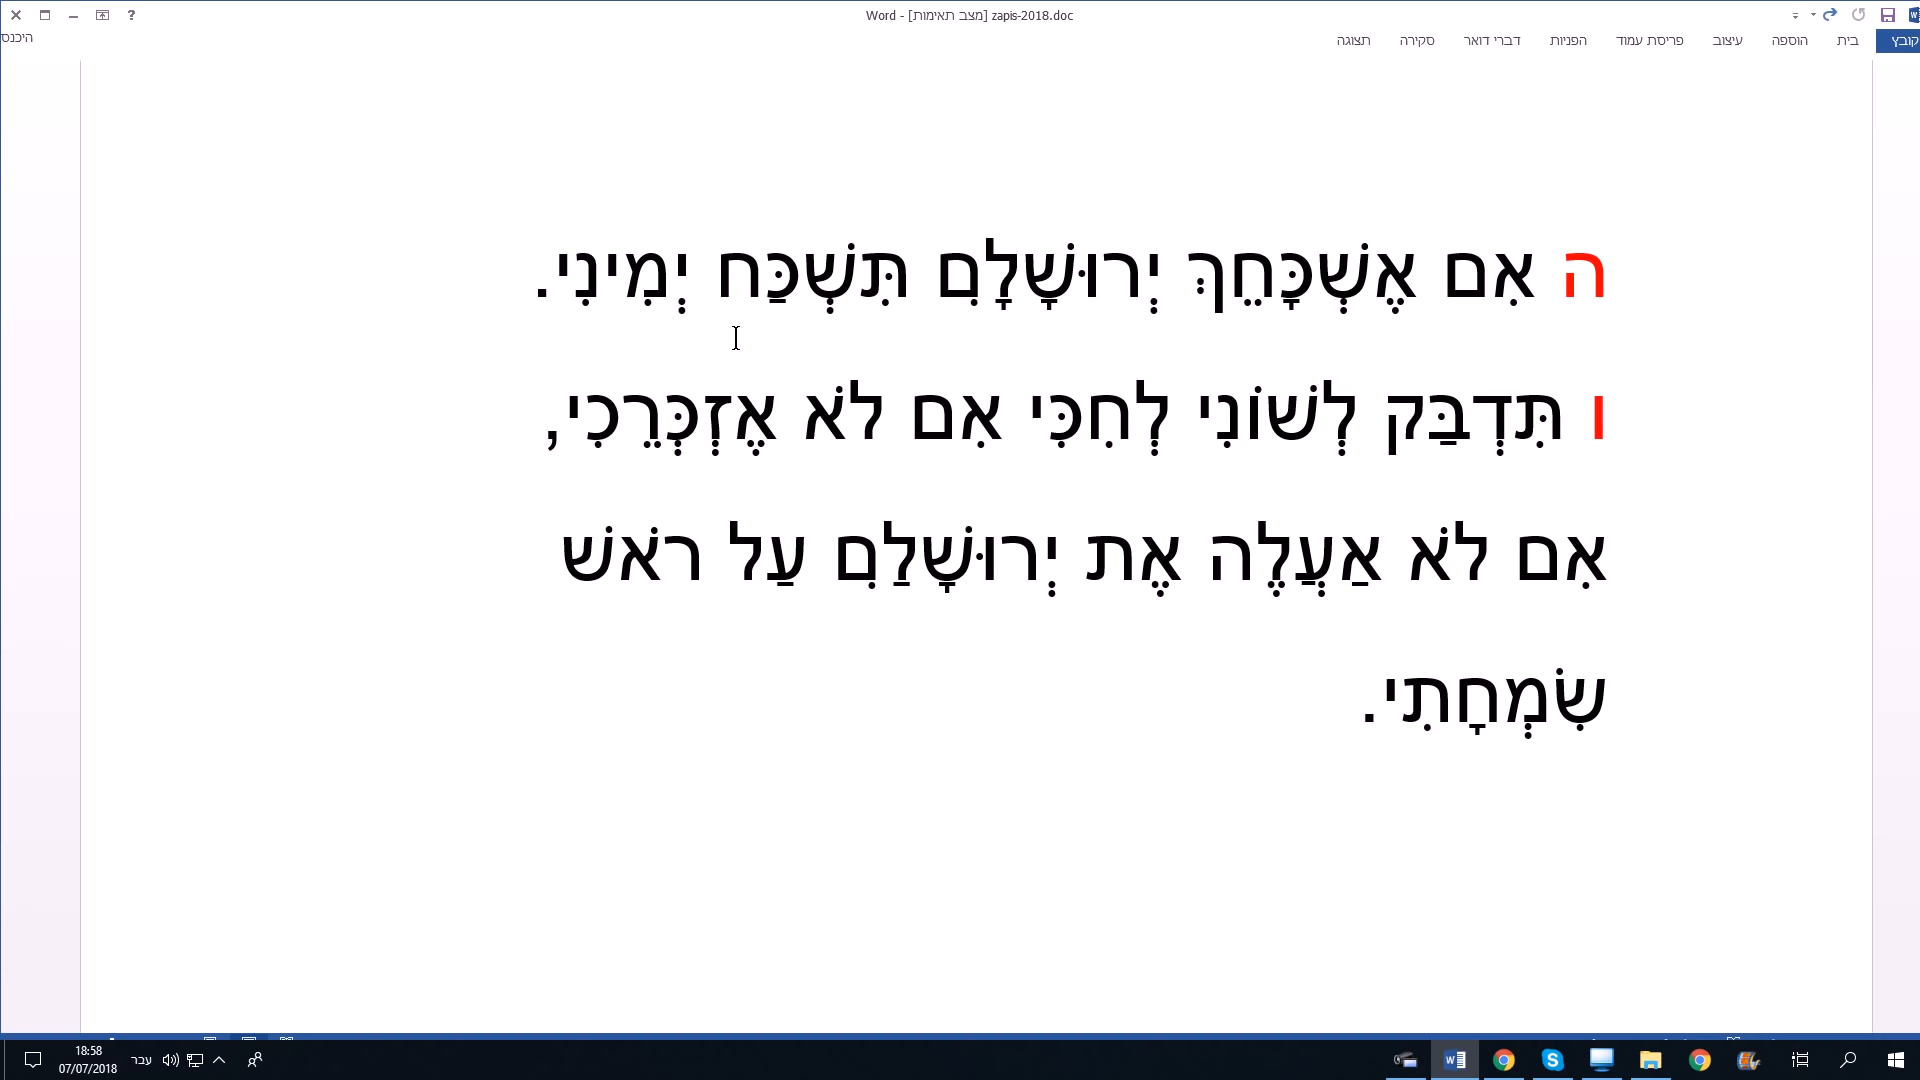 zapis-2018.doc [מצב תאימות] - Word
?
היכנס
קובץ בית הוספה עיצוב פריסת עמוד הפניות דברי דואר סקירה תצוגה
ה אִם אֶשְׁכָּחֵךְ יְרוּשָׁלִָם תִּשְׁכַּח יְמִינִי.
ו תִּדְבַּק לְשׁוֹנִי לְחִכִּי אִם לֹא אֶזְכְּרֵכִי,
אִם לֹא אַעֲלֶה אֶת יְרוּשָׁלִַם עַל רֹאשׁ
שִׂמְחָתִי.
עבר 18:58
07/07/2018